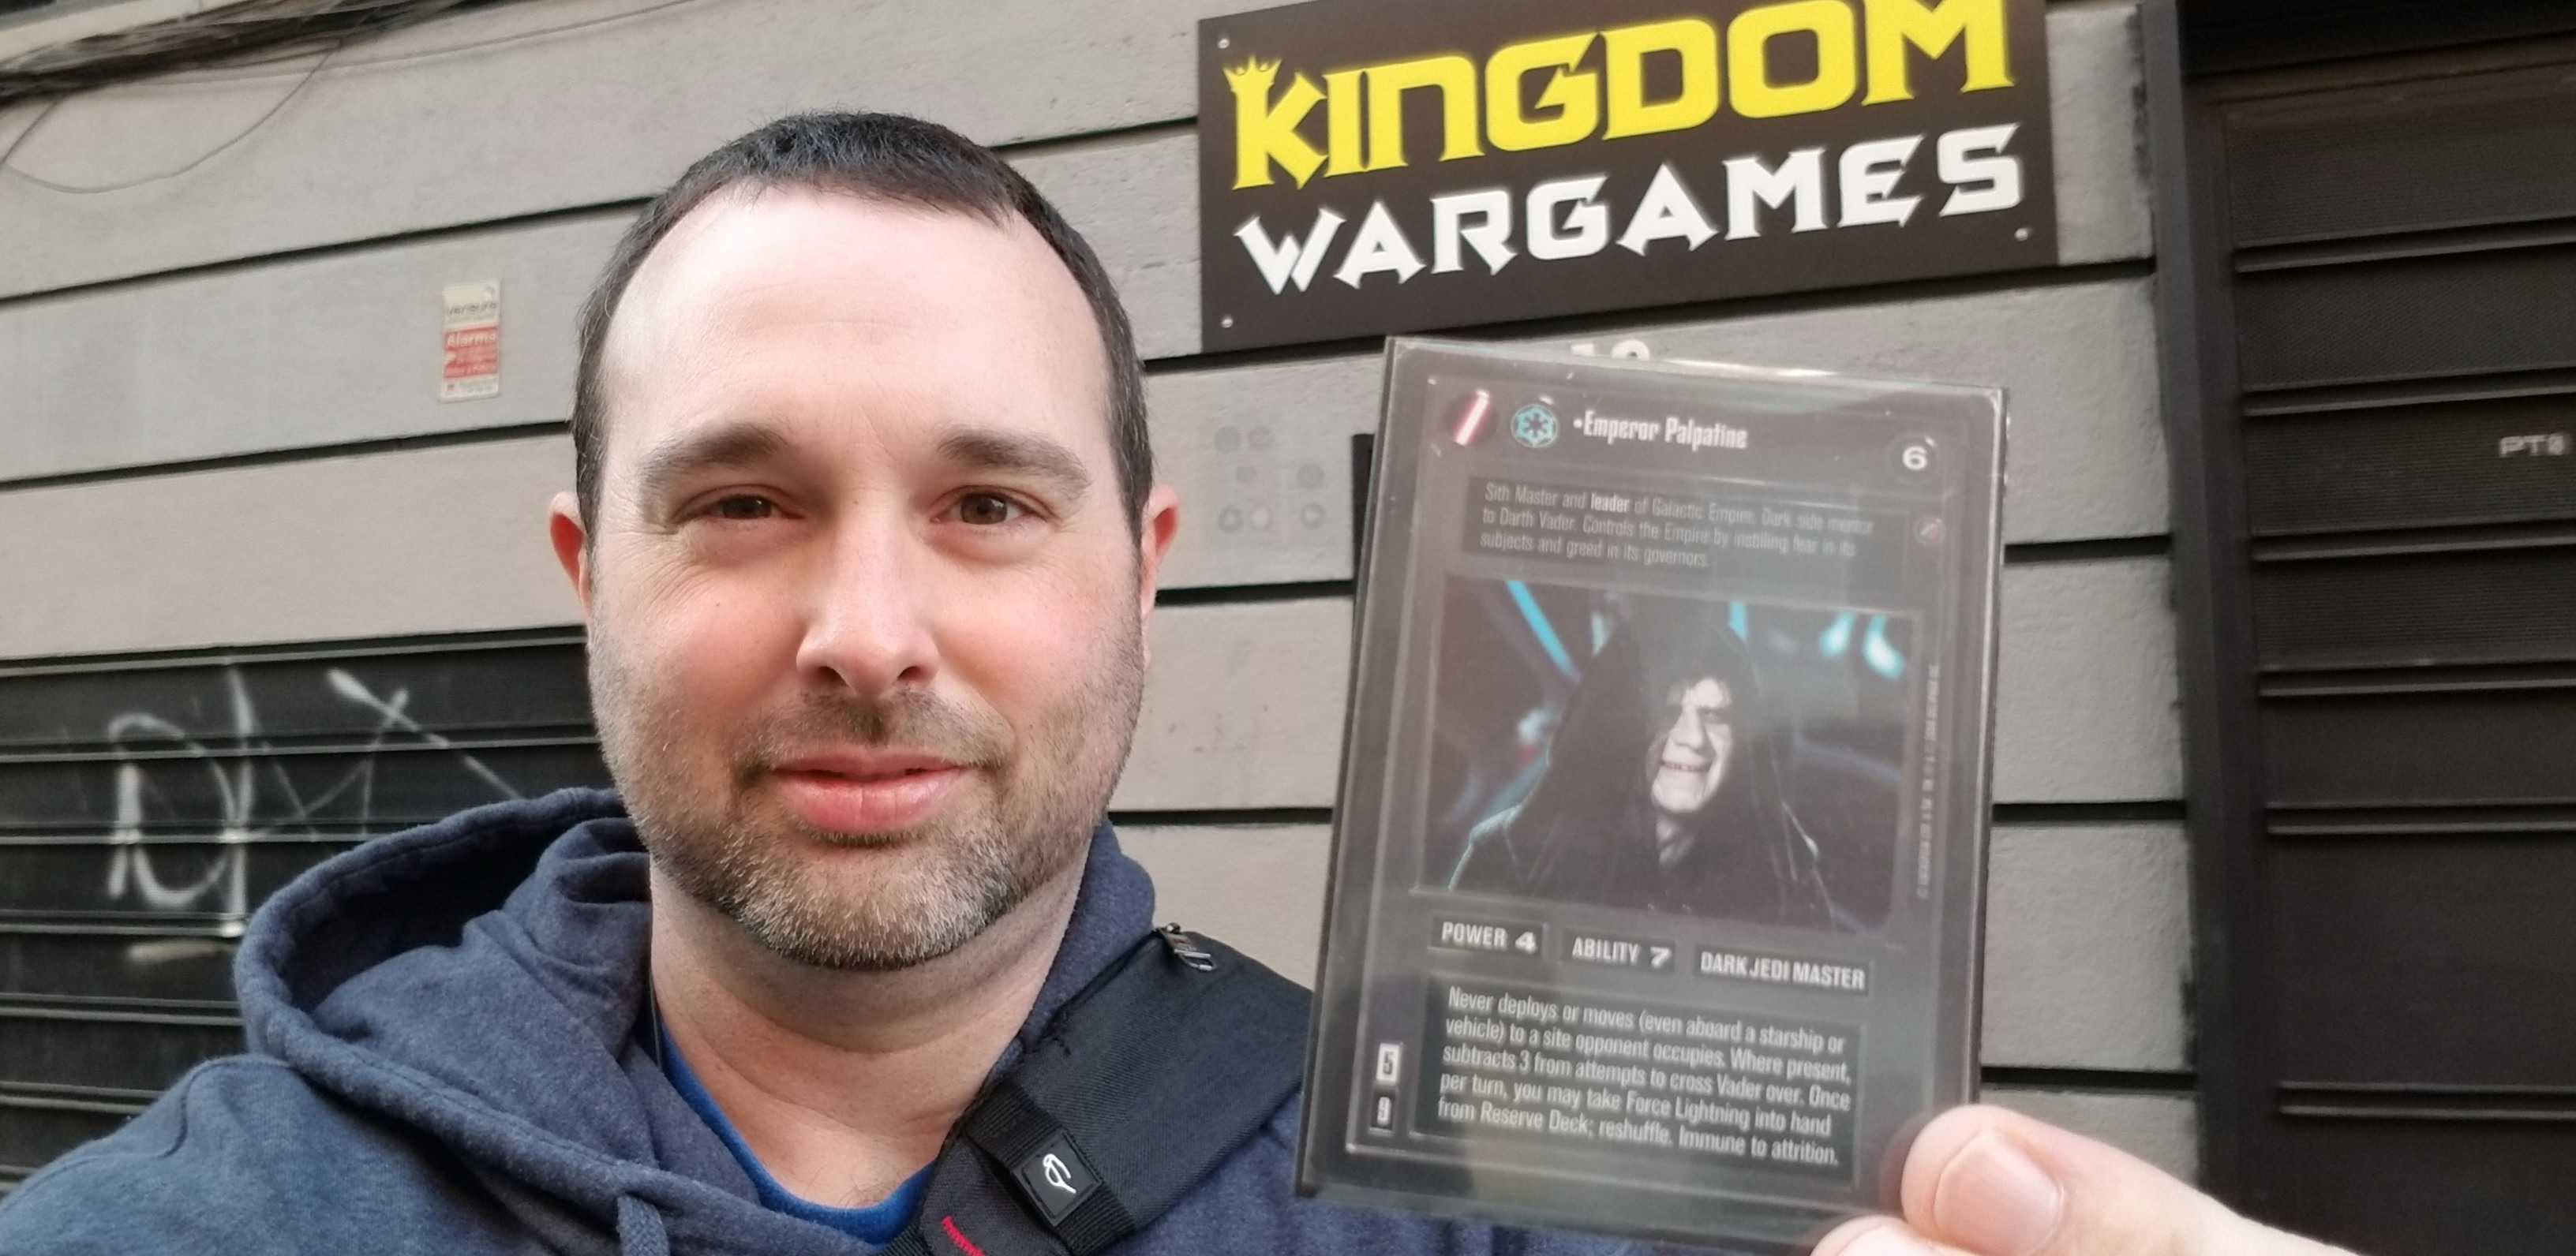 KINGDOM
WARGAMES
verisure
Alarma
•Emperor Palpatine
6
Sith Master and leader of Galactic Empire. Dark side mentor
to Darth Vader. Controls the Empire by instilling fear in its
subjects and greed in its governors.
POWER 4
ABILITY 7
DARK JEDI MASTER
Never deploys or moves (even aboard a starship or
vehicle) to a site opponent occupies. Where present,
subtracts 3 from attempts to cross Vader over. Once
per turn, you may take Force Lightning into hand
from Reserve Deck; reshuffle. Immune to attrition.
5
9